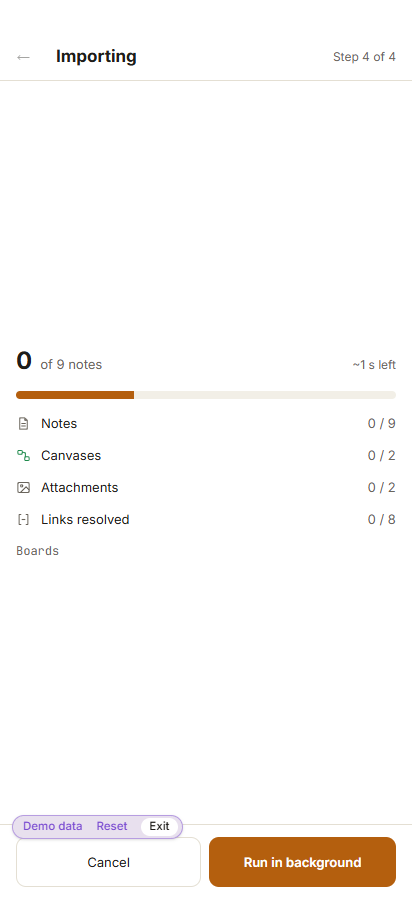 ← Importing Step 4 of 4
0 of 9 notes ~1 s left
Notes 0 / 9
Canvases 0 / 2
Attachments 0 / 2
[-] Links resolved 0 / 8
Boards
Demo data Reset Exit
Cancel Run in background